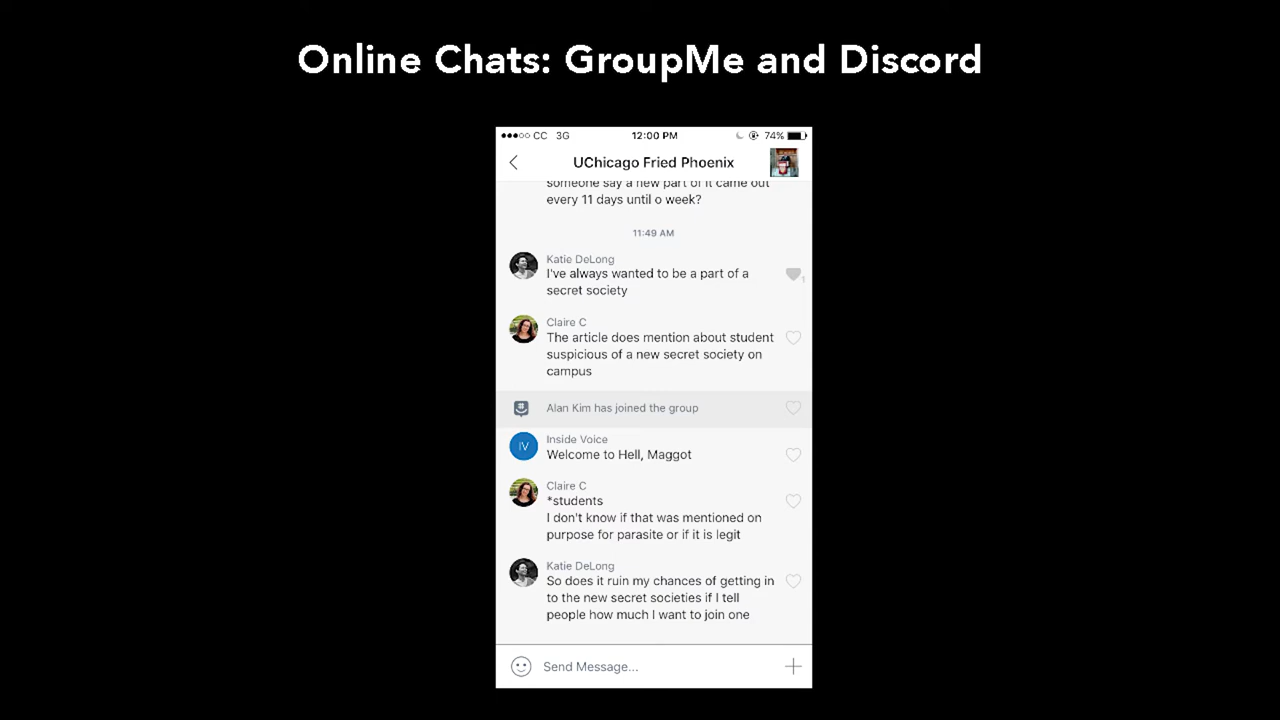 Online Chats: GroupMe and Discord
CC 3G 12:00 PM 74%
UChicago Fried Phoenix
someone say a new part of it came out
every 11 days until o week?
11:49 AM
Katie DeLong
I've always wanted to be a part of a
secret society
1
Claire C
The article does mention about student
suspicious of a new secret society on
campus
Alan Kim has joined the group
IV
Inside Voice
Welcome to Hell, Maggot
Claire C
*students
I don't know if that was mentioned on
purpose for parasite or if it is legit
Katie DeLong
So does it ruin my chances of getting in
to the new secret societies if I tell
people how much I want to join one
Send Message...